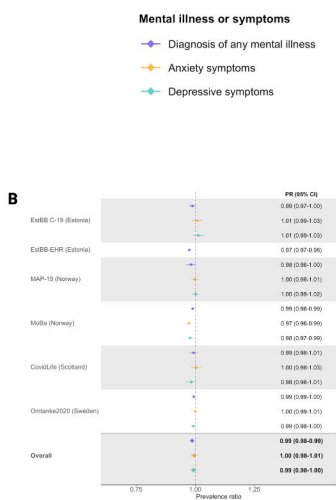 Mental illness or symptoms
Diagnosis of any mental illness
Anxiety symptoms
Depressive symptoms
B
PR (95% CI)
0.99 (0.97-1.00)
EstBB C-19 (Estonia)
1.01 (0.99-1.03)
1.01 (0.99-1.03)
EstBB-EHR (Estonia)
0.97 (0.97-0.98)
0.98 (0.96-1.00)
MAP-19 (Norway)
1.00 (0.98-1.01)
1.00 (0.99-1.02)
0.99 (0.98-0.99)
MoBa (Norway)
0.97 (0.96-0.99)
0.98 (0.97-0.99)
0.99 (0.98-1.01)
CovidLife (Scotland)
1.00 (0.98-1.03)
0.98 (0.96-1.01)
0.99 (0.99-1.00)
Omtanke2020 (Sweden)
1.00 (0.99-1.01)
0.99 (0.98-1.00)
0.99 (0.98-0.99)
Overall
1.00 (0.98-1.01)
0.99 (0.98-1.00)
0.75
1.00
1.25
Prevalence ratio